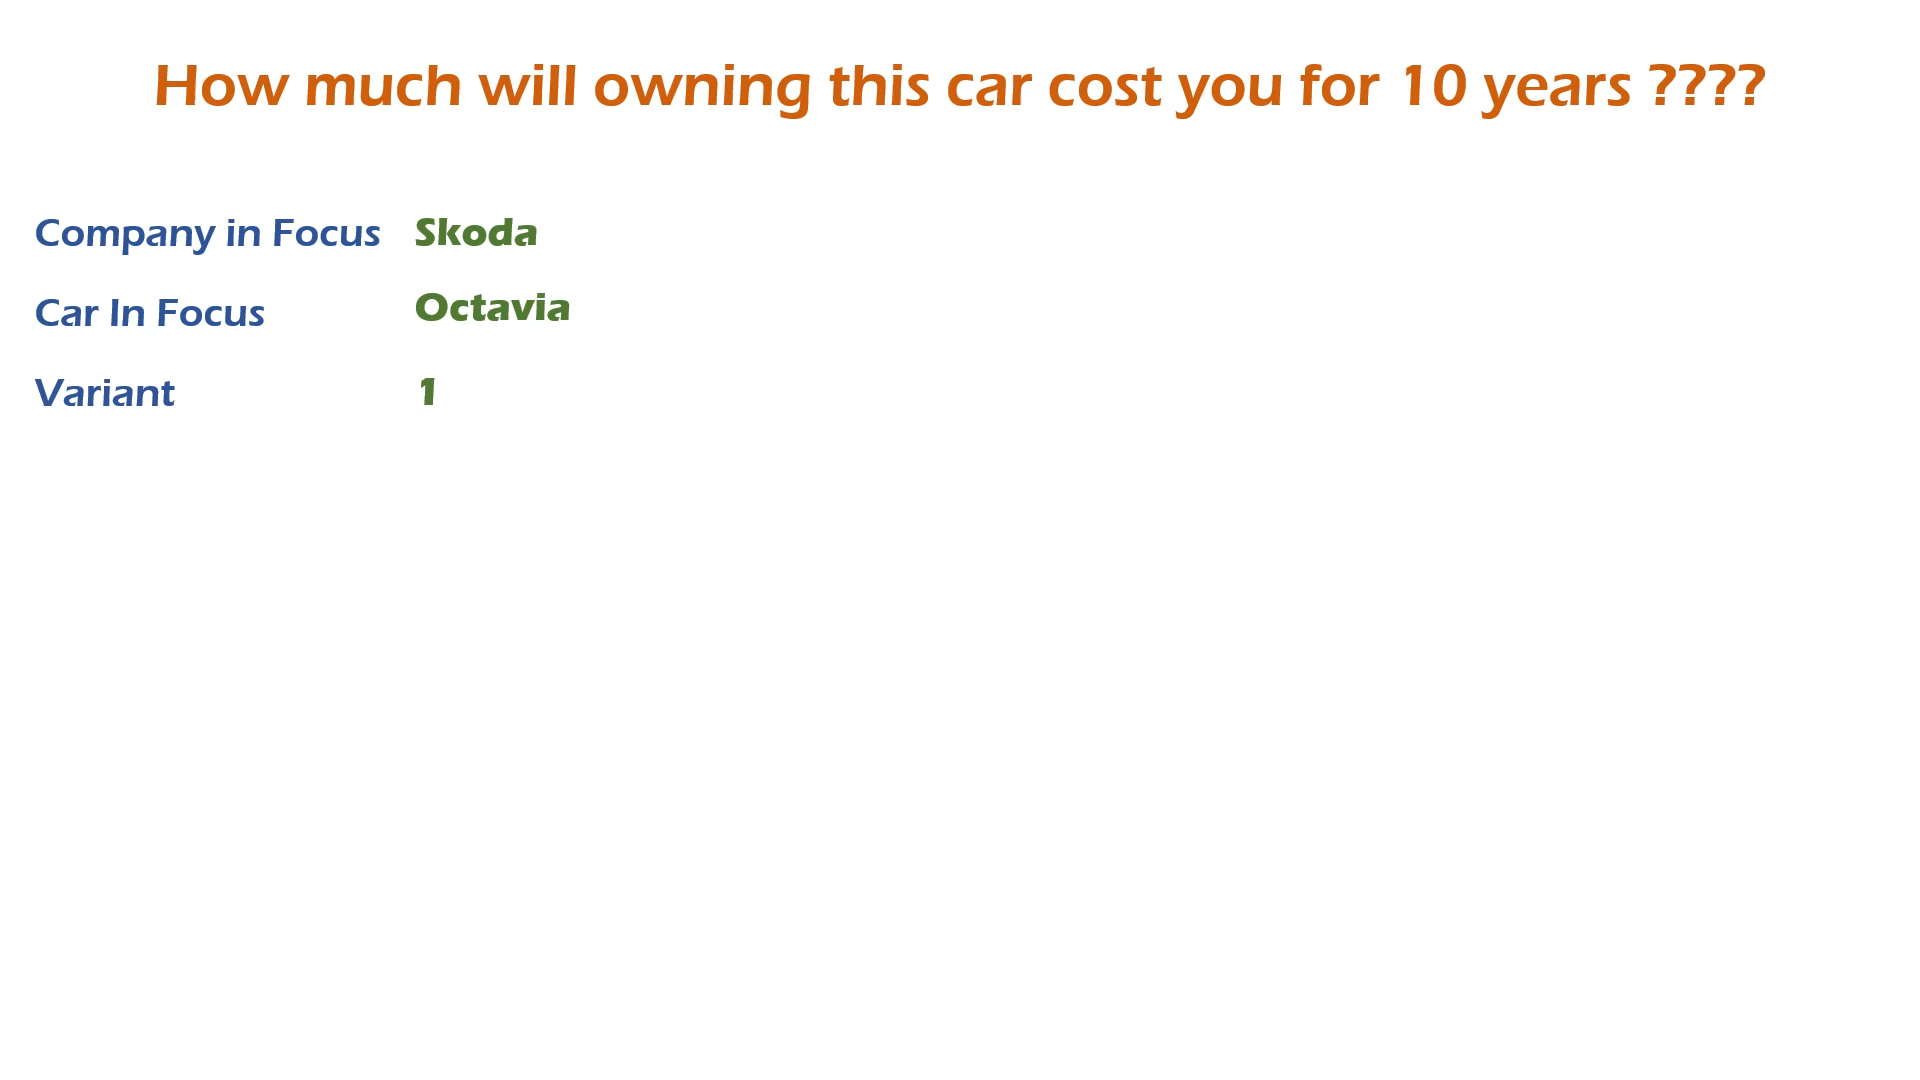 How much will owning this car cost you for 10 years ????
Company in Focus Skoda
Car In Focus Octavia
Variant 1